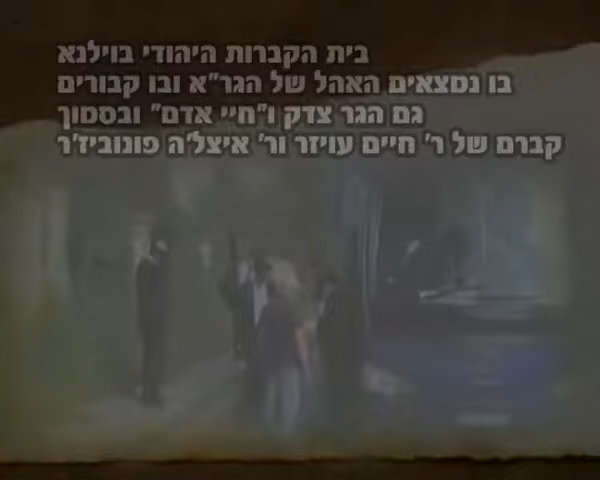 בית הקברות היהודי בוילנא
בו נמצאים האהל של הגר"א ובו קבורים
גם הגר צדק ו"חיי אדם" ובסמוך
קברם של ר' חיים עויזר ור' איצל'ה פונוביז'ר